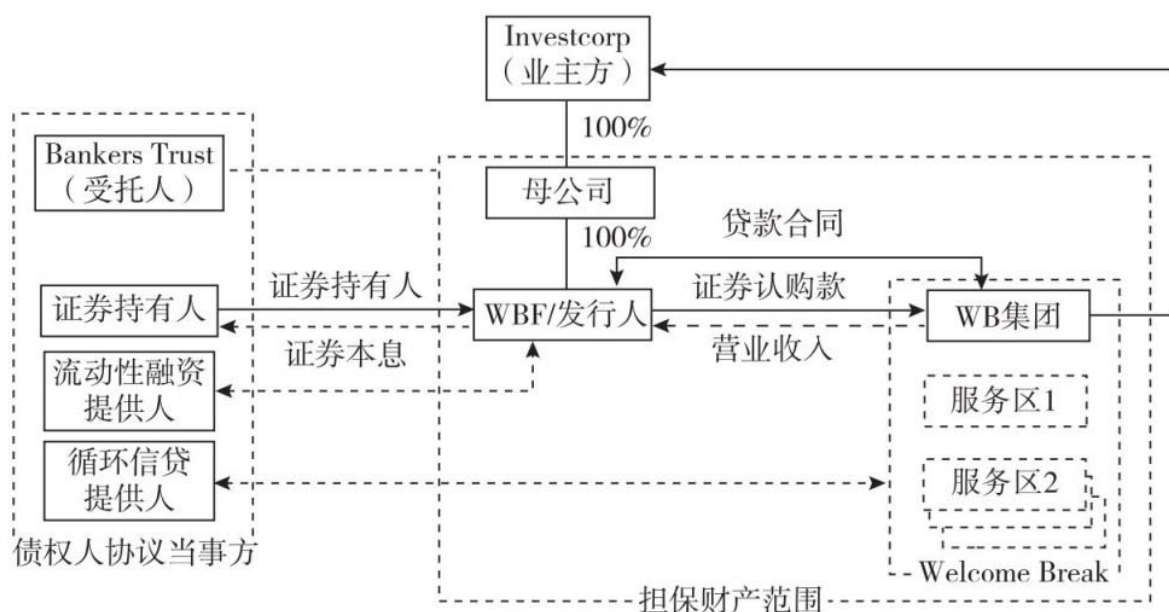 Investcorp
（业主方）
100%
Bankers Trust
（受托人）
母公司
100%
贷款合同
证券持有人
证券持有人
WBF/发行人
证券认购款
WB集团
证券本息
营业收入
流动性融资
提供人
服务区1
循环信贷
提供人
服务区2
债权人协议当事方
Welcome Break
担保财产范围